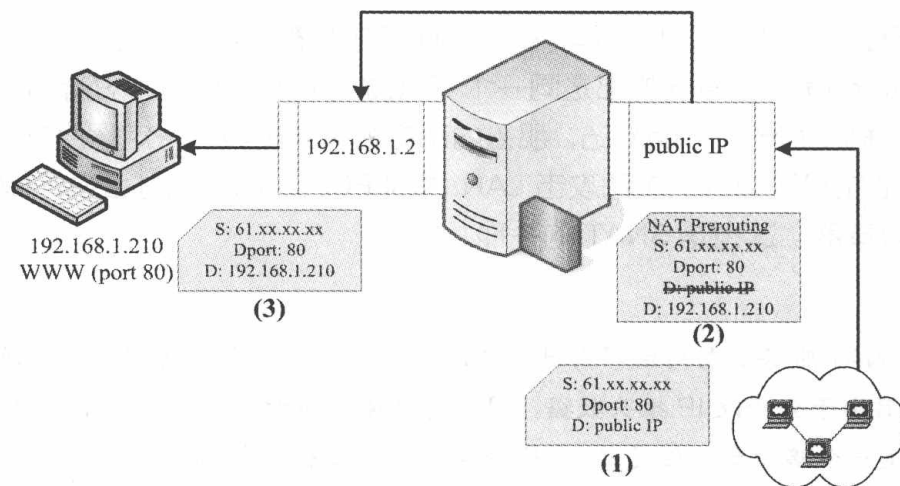 192.168.1.2
public IP
192.168.1.210
WWW (port 80)
S: 61.xx.xx.xx
Dport: 80
D: 192.168.1.210
(3)
NAT Prerouting
S: 61.xx.xx.xx
Dport: 80
D: public IP
D: 192.168.1.210
(2)
S: 61.xx.xx.xx
Dport: 80
D: public IP
(1)